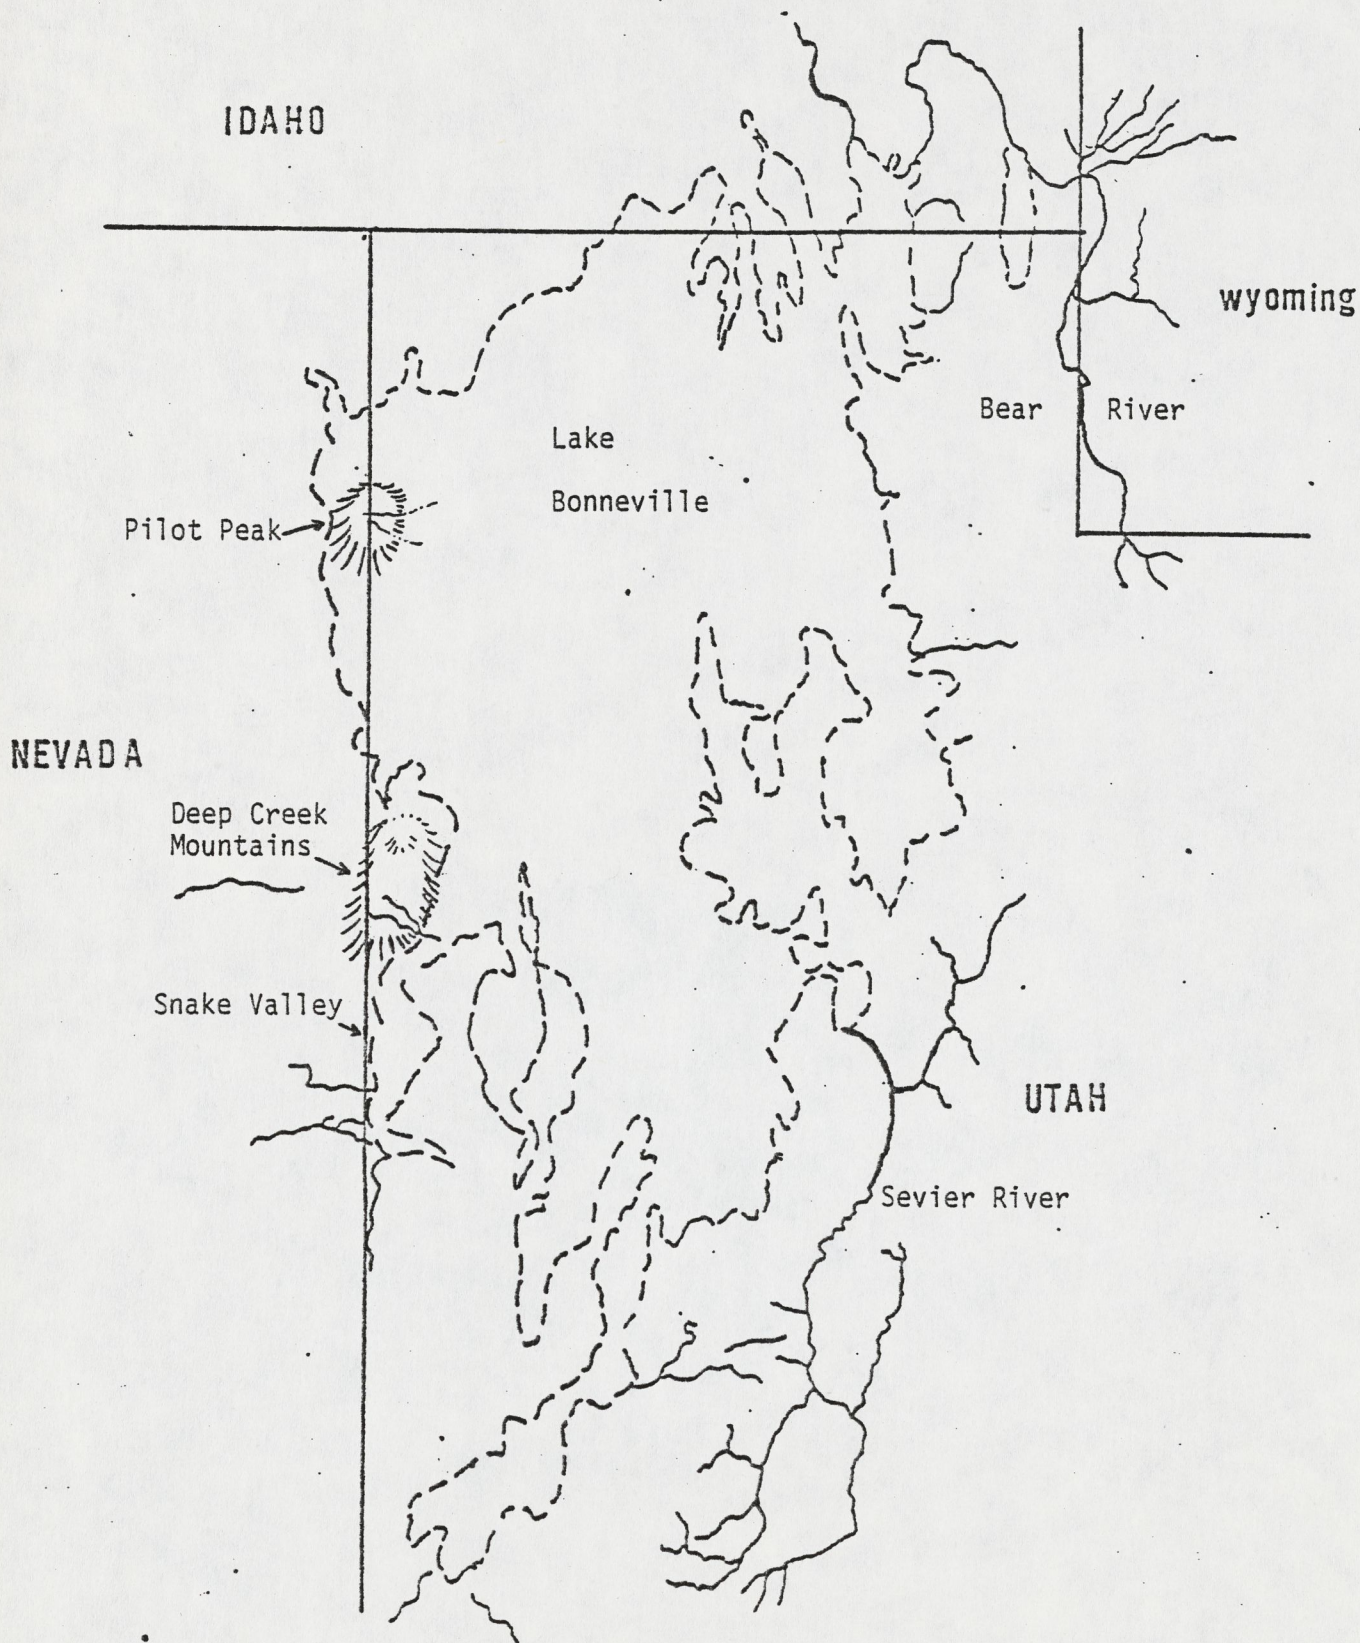 IDAHO
wyoming
Bear River
Lake
Bonneville
Pilot Peak
NEVADA
Deep Creek
Mountains
Snake Valley
UTAH
Sevier River